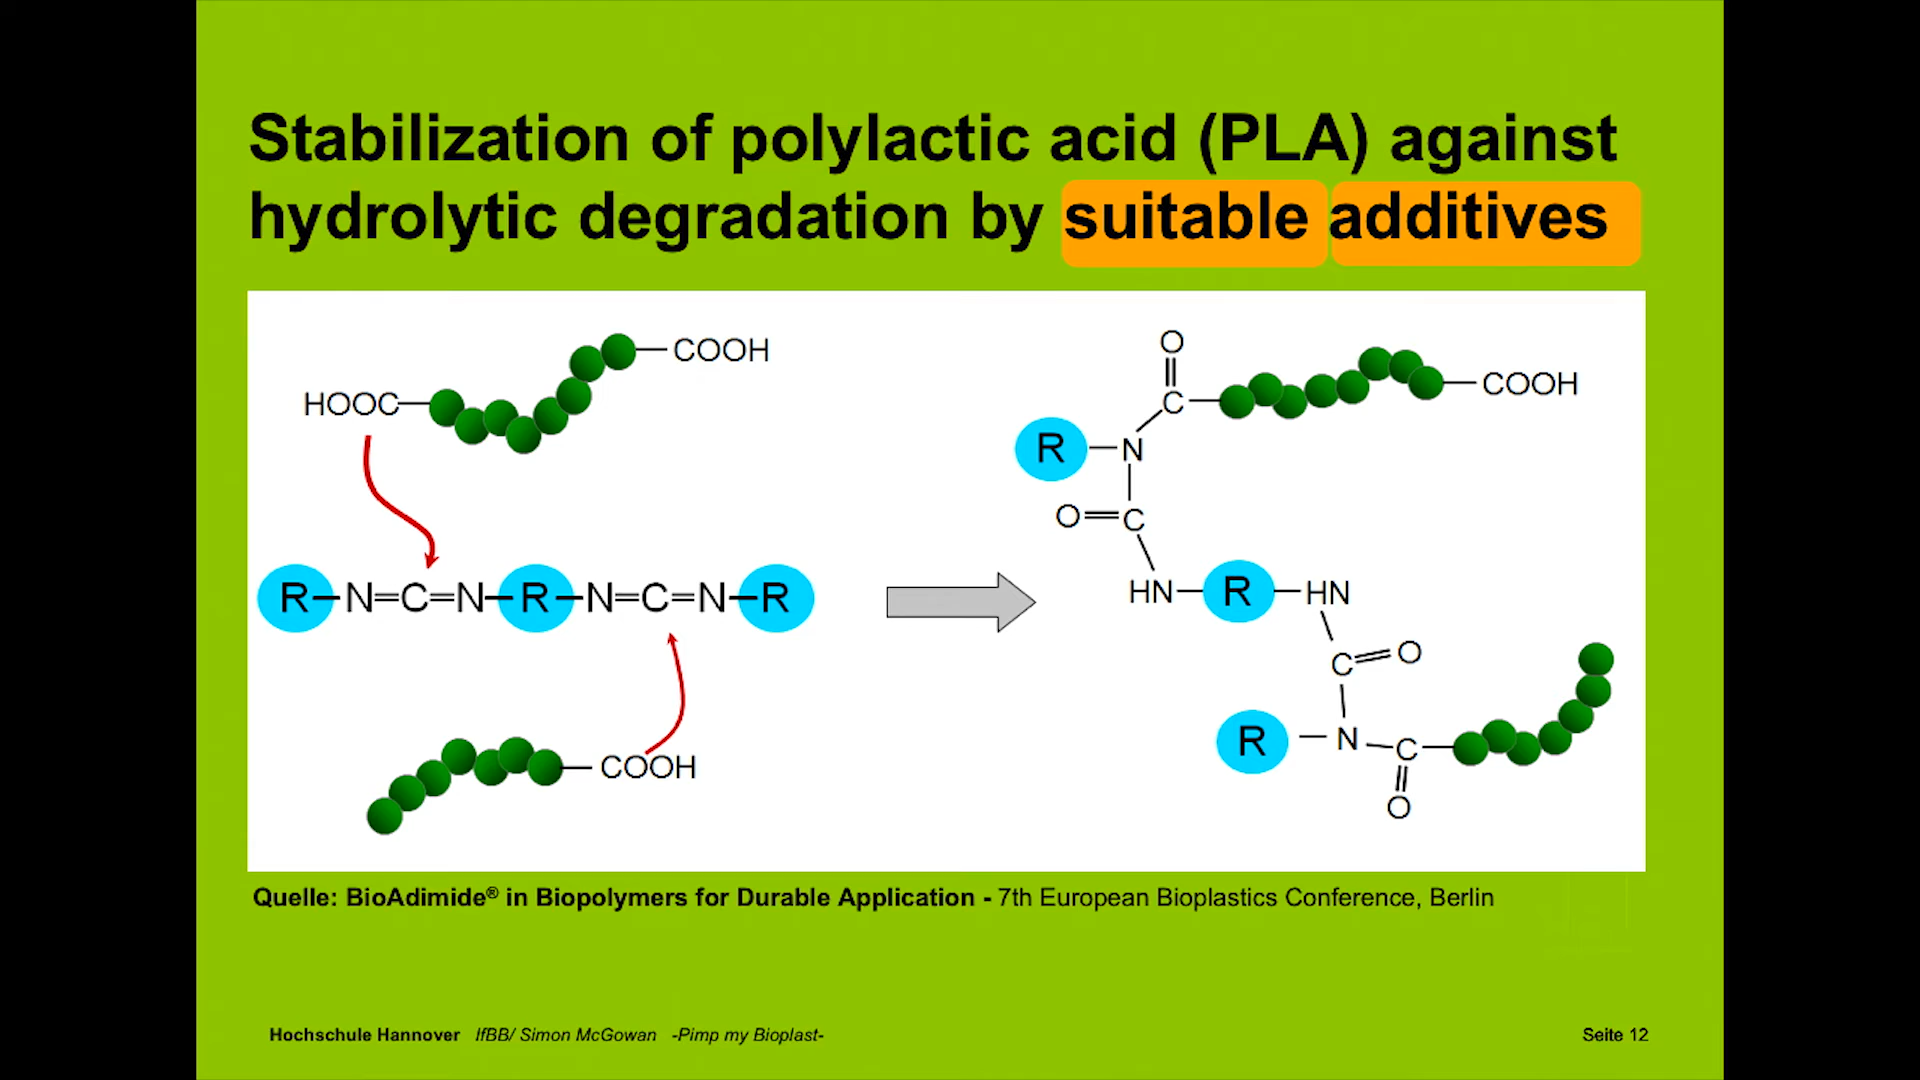 Stabilization of polylactic acid (PLA) against
hydrolytic degradation by suitable additives
HOOC COOH
R N=C=N R N=C=N R
COOH
O
C COOH
R N
O C
HN R HN
C O
R N C
O
Quelle: BioAdimide® in Biopolymers for Durable Application - 7th European Bioplastics Conference, Berlin
Hochschule Hannover IfBB/ Simon McGowan -Pimp my Bioplast- Seite 12